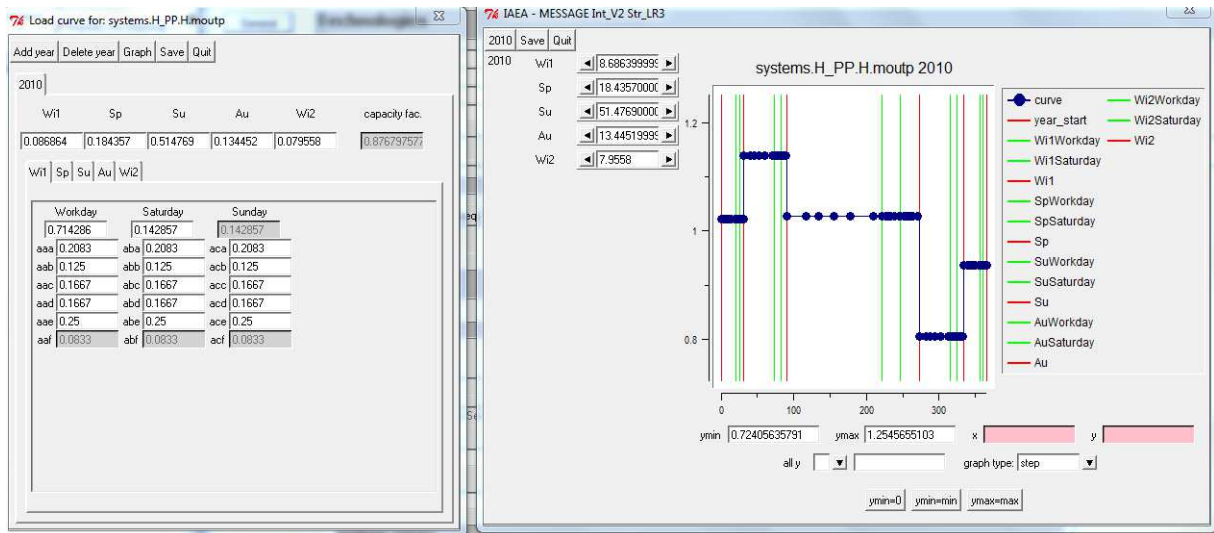 Load curve for: systems.H_PP.H.moutp
Add year Delete year Graph Save Quit
2010
Wi1 Sp Su Au Wi2 capacity fac.
0.086864 0.184357 0.514769 0.134452 0.079558 0.876797577
Wi1 Sp Su Au Wi2
Workday Saturday Sunday
0.714286 0.142857 0.142857
aaa 0.2083 aba 0.2083 aca 0.2083
aab 0.125 abb 0.125 acb 0.125
aac 0.1667 abc 0.1667 acc 0.1667
aad 0.1667 abd 0.1667 acd 0.1667
aae 0.25 abe 0.25 ace 0.25
aaf 0.0833 abf 0.0833 acf 0.0833
IAEA - MESSAGE Int_V2 Str_LR3
2010 Save Quit
2010 Wi1 8.686399999
Sp 18.43570000
Su 51.47690000
Au 13.44519999
Wi2 7.9558
systems.H_PP.H.moutp 2010
1.2
1
0.8
0 100 200 300
curve Wi2Workday
year_start Wi2Saturday
Wi1Workday Wi2
Wi1Saturday
Wi1
SpWorkday
SpSaturday
Sp
SuWorkday
SuSaturday
Su
AuWorkday
AuSaturday
Au
ymin 0.72405635791 ymax 1.2545655103 x y
all y graph type: step
ymin=0 ymin=min ymax=max